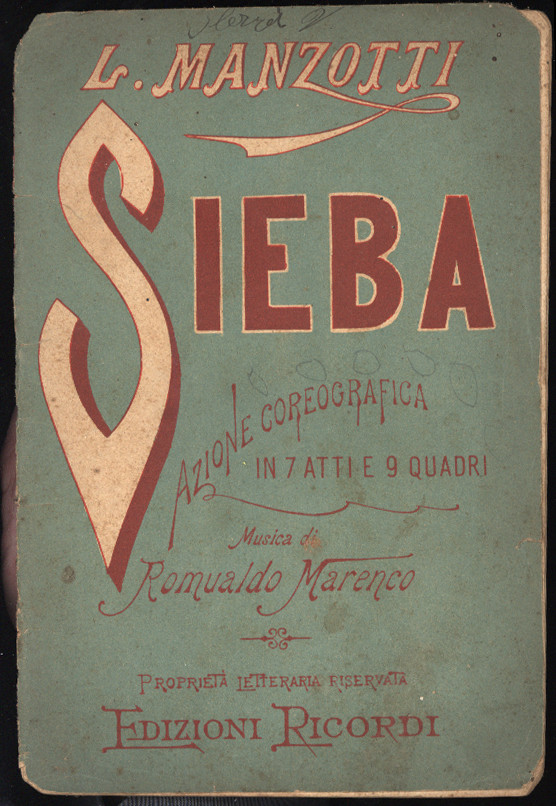 L. MANZOTTI
SIEBA
AZIONE COREOGRAFICA
IN 7 ATTI E 9 QUADRI
Musica di
Romualdo Marenco
PROPRIETÀ LETTERARIA RISERVATA
EDIZIONI RICORDI